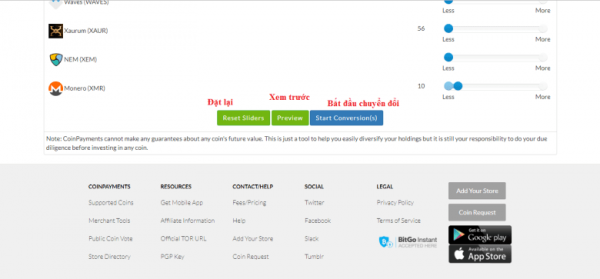 Waves (WAVES)
Less More
Xaurum (XAUR) 56
Less More
NEM (XEM)
Less More
Monero (XMR) 10
Less More
Đặt lại Xem trước Bắt đầu chuyển đổi
Reset Sliders Preview Start Conversion(s)
Note: CoinPayments cannot make any guarantees about any coin's future value. This is just a tool to help you easily diversify your holdings but it is still your responsibility to do your due
diligence before investing in any coin.
COINPAYMENTS RESOURCES CONTACT/HELP SOCIAL LEGAL
Supported Coins Get Mobile App Fees/Pricing Twitter Privacy Policy
Merchant Tools Affiliate Information Help Facebook Terms of Service
Public Coin Vote Official TOR URL Add Your Store Slack
Store Directory PGP Key Coin Request Tumblr
BitGo Instant
ACCEPTED HERE
Add Your Store
Coin Request
Get it on
Google play
Available on the
App Store